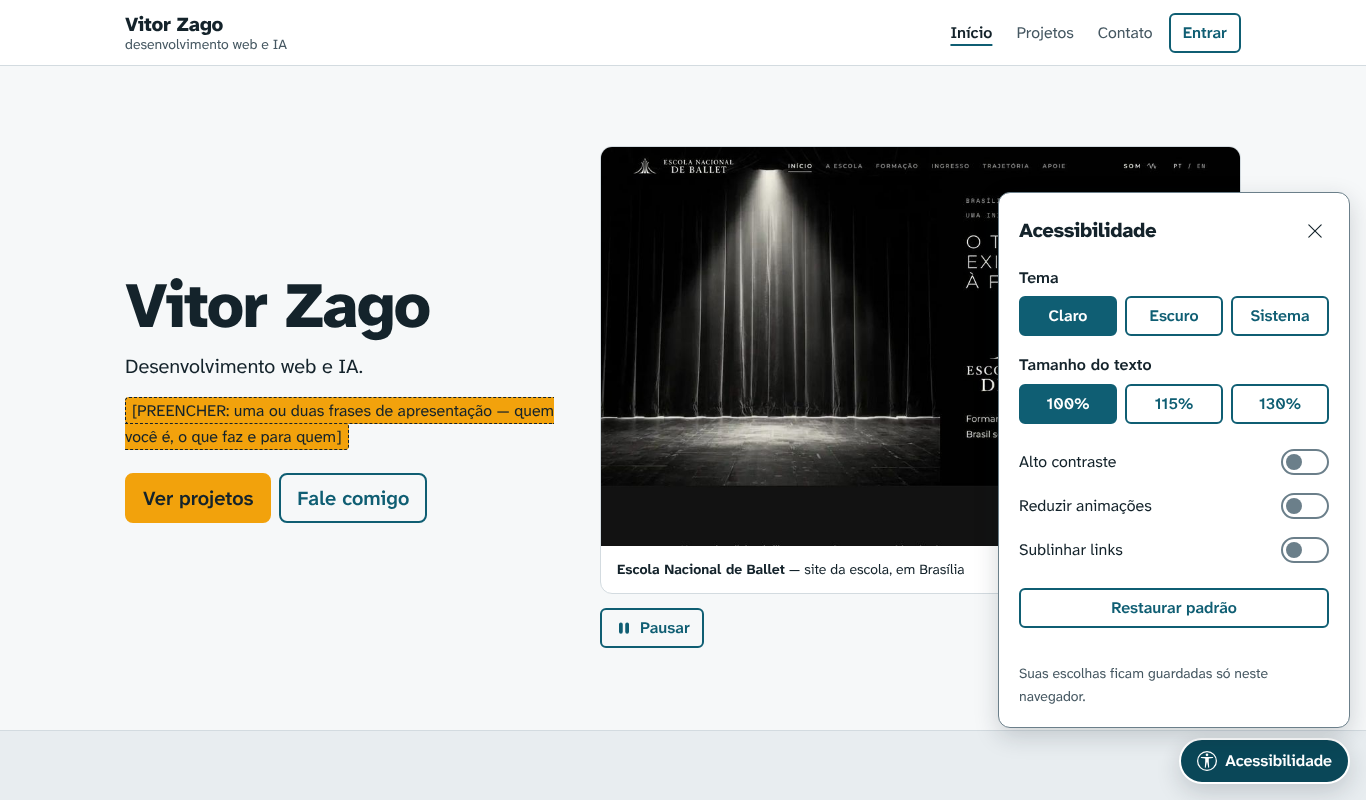 Vitor Zago
desenvolvimento web e IA
Início
Projetos
Contato
Entrar
Vitor Zago
Desenvolvimento web e IA.
[PREENCHER: uma ou duas frases de apresentação — quem
você é, o que faz e para quem]
Ver projetos
Fale comigo
ESCOLA NACIONAL
DE BALLET
INÍCIO
A ESCOLA
FORMAÇÃO
INGRESSO
TRAJETÓRIA
APOIE
SOM
PT / EN
Escola Nacional de Ballet — site da escola, em Brasília
Pausar
Acessibilidade
Tema
Claro
Escuro
Sistema
Tamanho do texto
100%
115%
130%
Alto contraste
Reduzir animações
Sublinhar links
Restaurar padrão
Suas escolhas ficam guardadas só neste
navegador.
Acessibilidade